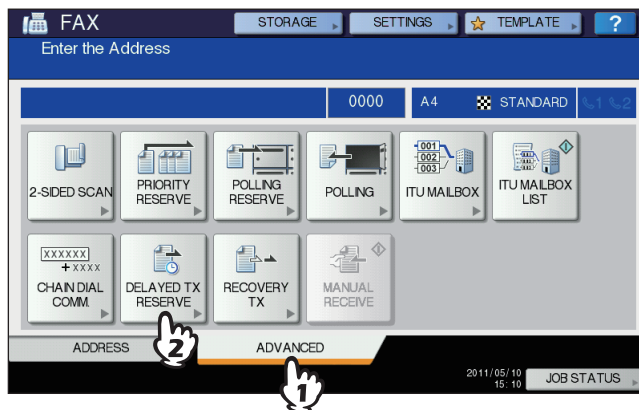 FAX
STORAGE
SETTINGS
TEMPLATE
?
Enter the Address
0000
A4
STANDARD
1
2
2-SIDED SCAN
PRIORITY
RESERVE
POLLING
RESERVE
POLLING
001
002
003
ITU MAILBOX
ITU MAILBOX
LIST
XXXXXX
+XXXX
CHAIN DIAL
COMM.
DELAYED TX
RESERVE
RECOVERY
TX
MANUAL
RECEIVE
ADDRESS
2
ADVANCED
1
2011/05/10
15:10
JOB STATUS